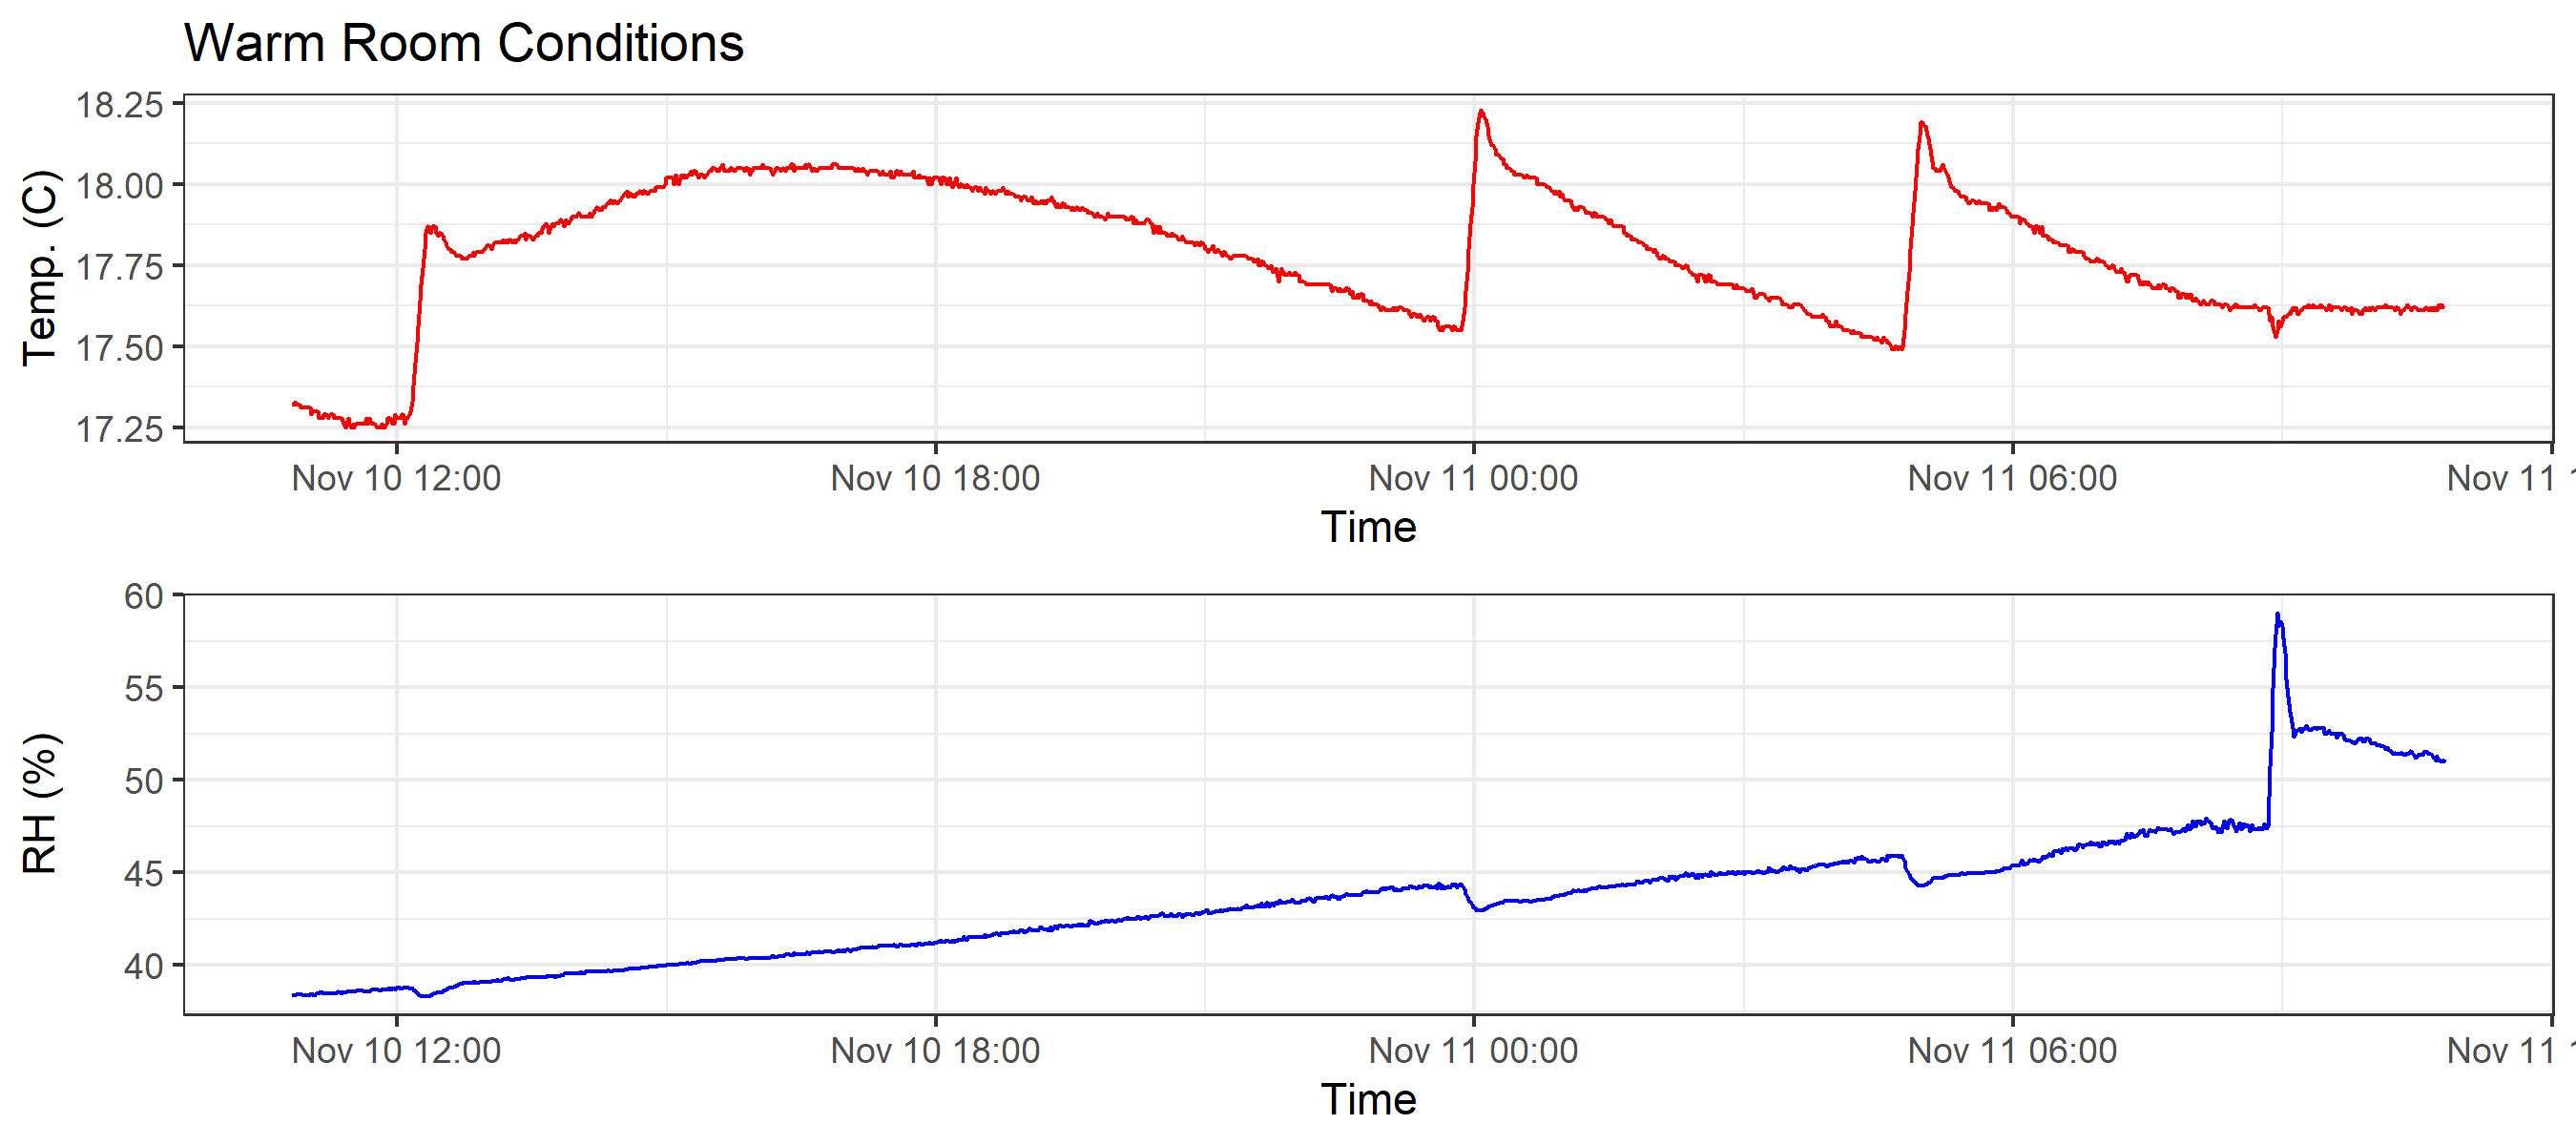 Warm Room Conditions
Temp. (C)
18.25
18.00
17.75
17.50
17.25
Nov 10 12:00 Nov 10 18:00 Nov 11 00:00 Nov 11 06:00 Nov 11 1
Time
RH (%)
60
55
50
45
40
Nov 10 12:00 Nov 10 18:00 Nov 11 00:00 Nov 11 06:00 Nov 11 1
Time